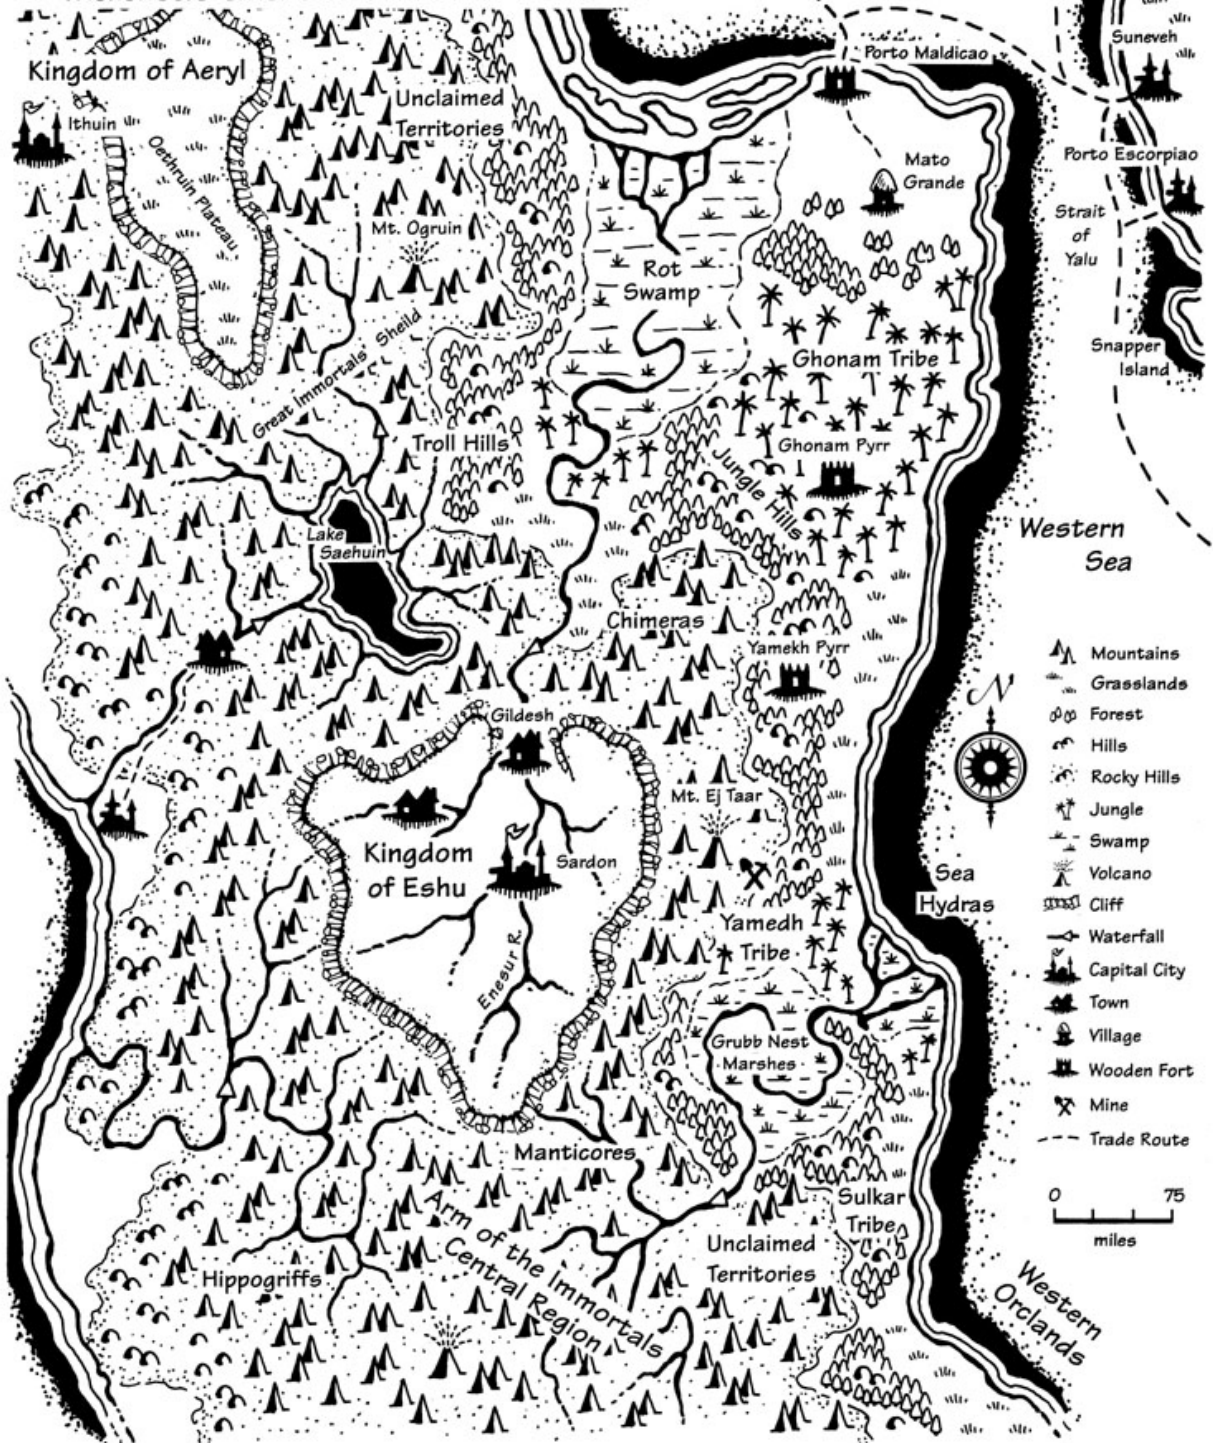 Kingdom of Aeryl
Ithuin
Oethruin Plateau
Unclaimed
Territories
Mt. Ogruin
Great Immortals' Sheild
Porto Maldicao
Mato
Grande
Suneveh
Porto Escorpiao
Strait
of
Yalu
Snapper
Island
Rot
Swamp
Ghonam Tribe
Ghonam Pyrr
Jungle Hills
Troll Hills
Lake
Saehuin
Western
Sea
Chimeras
Yamekh Pyrr
Gildesh
Mt. Ej Taar
Kingdom
of Eshu
Sardon
Enesur R.
Yamedh
Tribe
Sea
Hydras
Grubb Nest
Marshes
Manticores
Sulkar
Tribe
Unclaimed
Territories
Hippogriffs
Arm of the Immortals
Central Region
Western
Orclands
N
Mountains
Grasslands
Forest
Hills
Rocky Hills
Jungle
Swamp
Volcano
Cliff
Waterfall
Capital City
Town
Village
Wooden Fort
Mine
Trade Route
0 75
miles